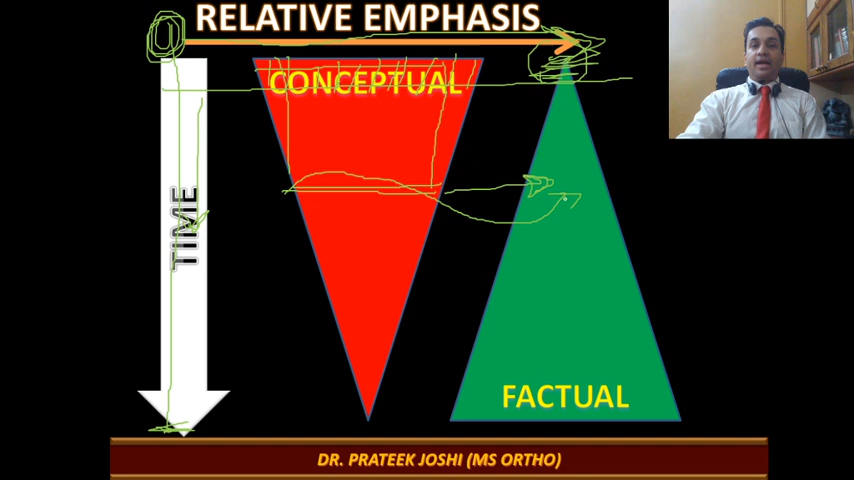 RELATIVE EMPHASIS
CONCEPTUAL
TIME
FACTUAL
DR. PRATEEK JOSHI (MS ORTHO)